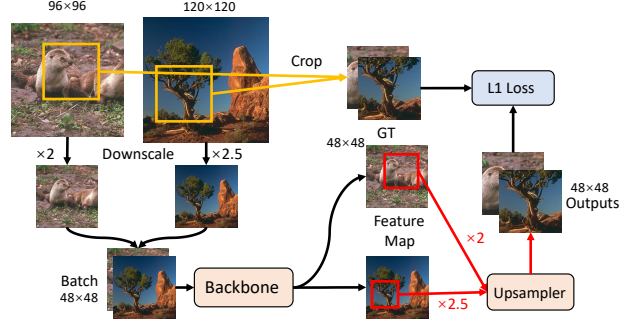 96×96
120×120
Crop
L1 Loss
×2
Downscale
×2.5
GT
48×48
48×48
Outputs
Feature
Map
×2
Batch
48×48
Backbone
×2.5
Upsampler